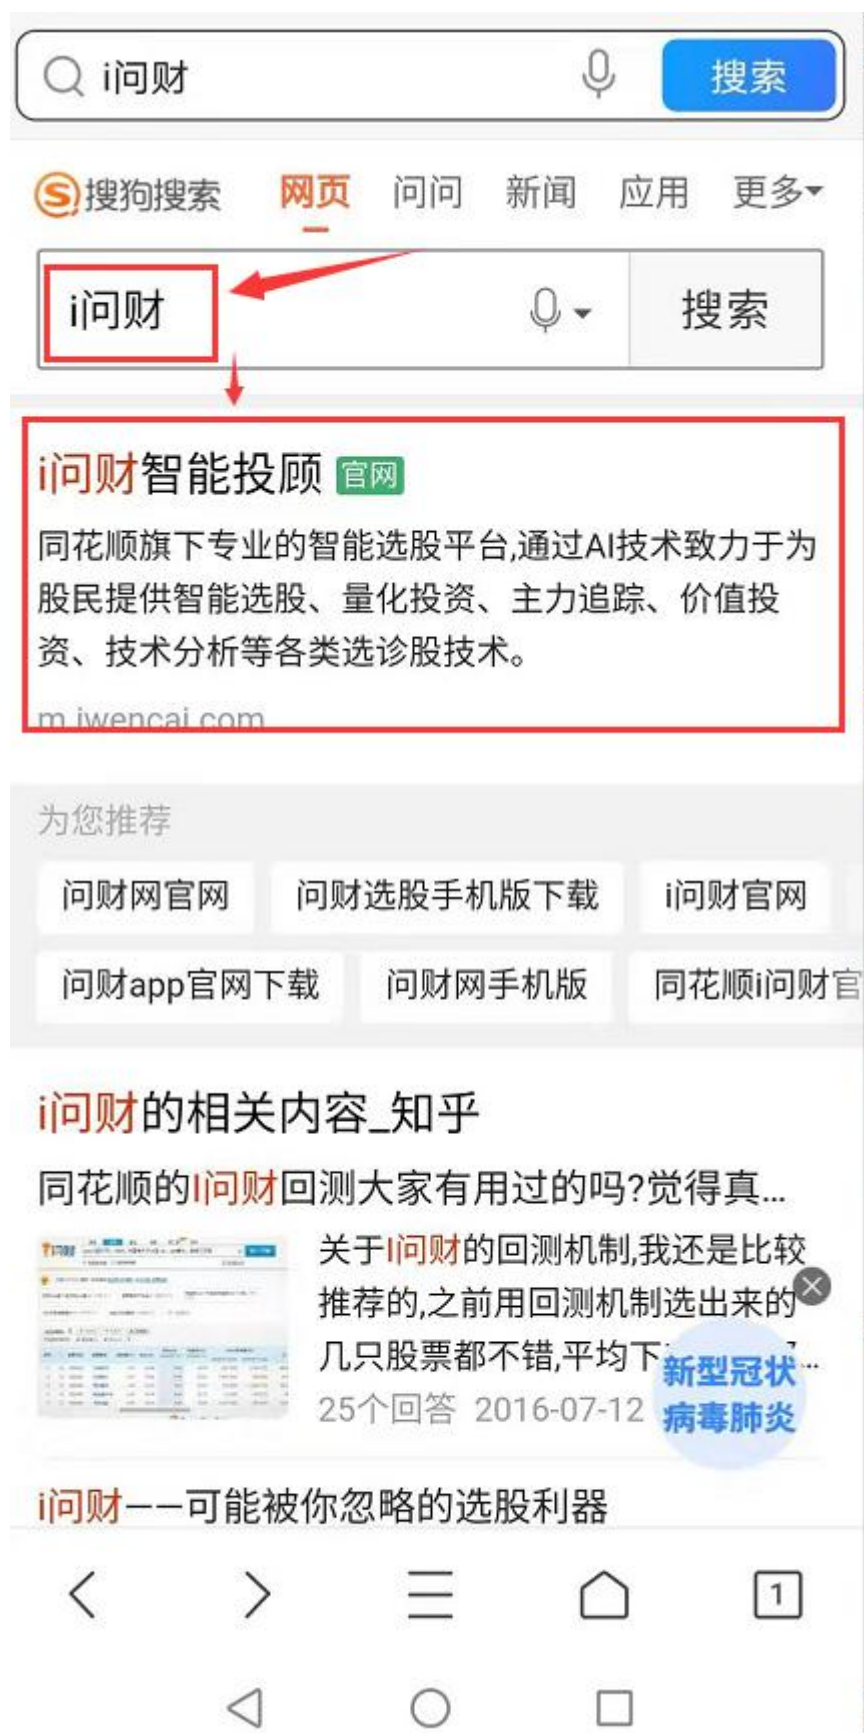 i问财
搜索
搜狗搜索 网页 问问 新闻 应用 更多
i问财
搜索
i问财智能投顾 官网
同花顺旗下专业的智能选股平台,通过AI技术致力于为
股民提供智能选股、量化投资、主力追踪、价值投
资、技术分析等各类选诊股技术。
m.iwencai.com
为您推荐
问财网官网 问财选股手机版下载 i问财官网
问财app官网下载 问财网手机版 同花顺i问财官
i问财的相关内容_知乎
同花顺的I问财回测大家有用过的吗?觉得真...
关于I问财的回测机制,我还是比较
推荐的,之前用回测机制选出来的
几只股票都不错,平均下
25个回答 2016-07-12
新型冠状
病毒肺炎
i问财——可能被你忽略的选股利器
1